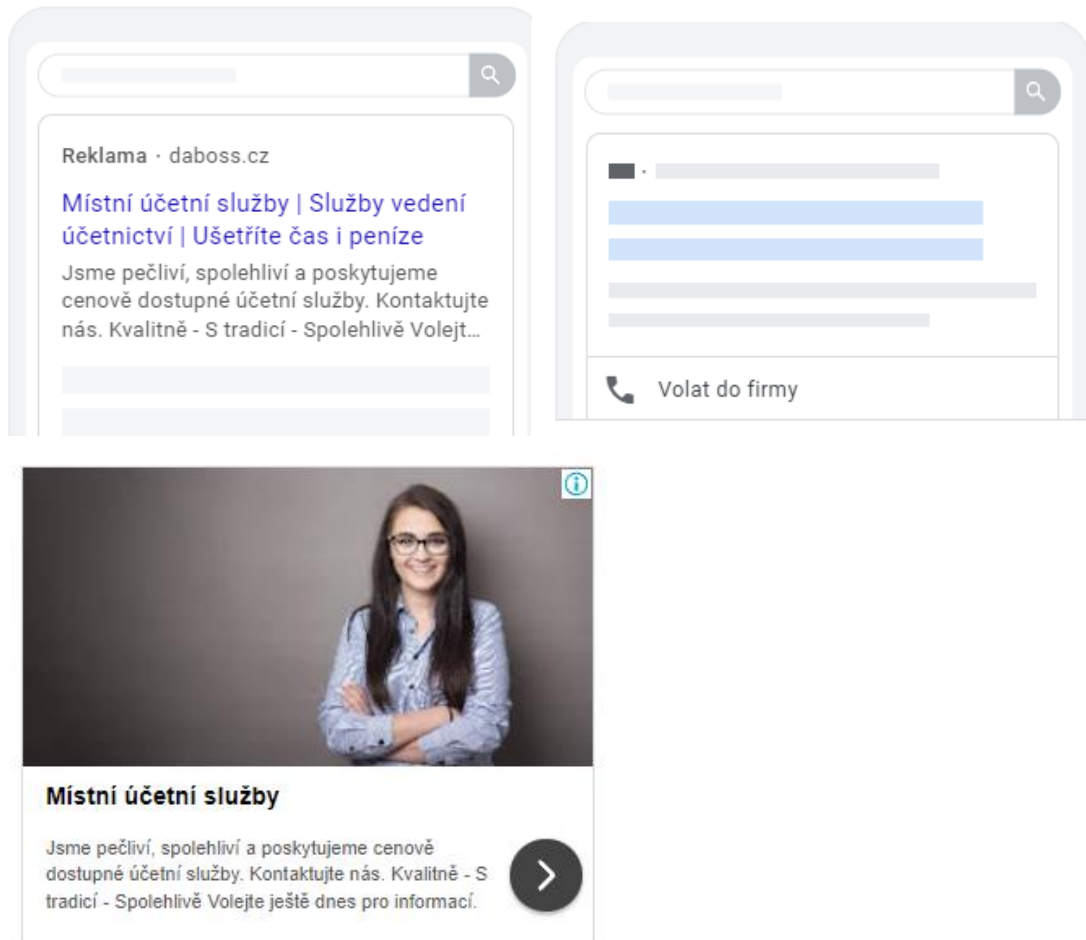 Reklama · daboss.cz
Místní účetní služby | Služby vedení
účetnictví | Ušetříte čas i peníze
Jsme pečliví, spolehliví a poskytujeme
cenově dostupné účetní služby. Kontaktujte
nás. Kvalitně - S tradicí - Spolehlivě Volejt...
Volat do firmy
Místní účetní služby
Jsme pečliví, spolehliví a poskytujeme cenově
dostupné účetní služby. Kontaktujte nás. Kvalitně - S
tradicí - Spolehlivě Volejte ještě dnes pro informací.